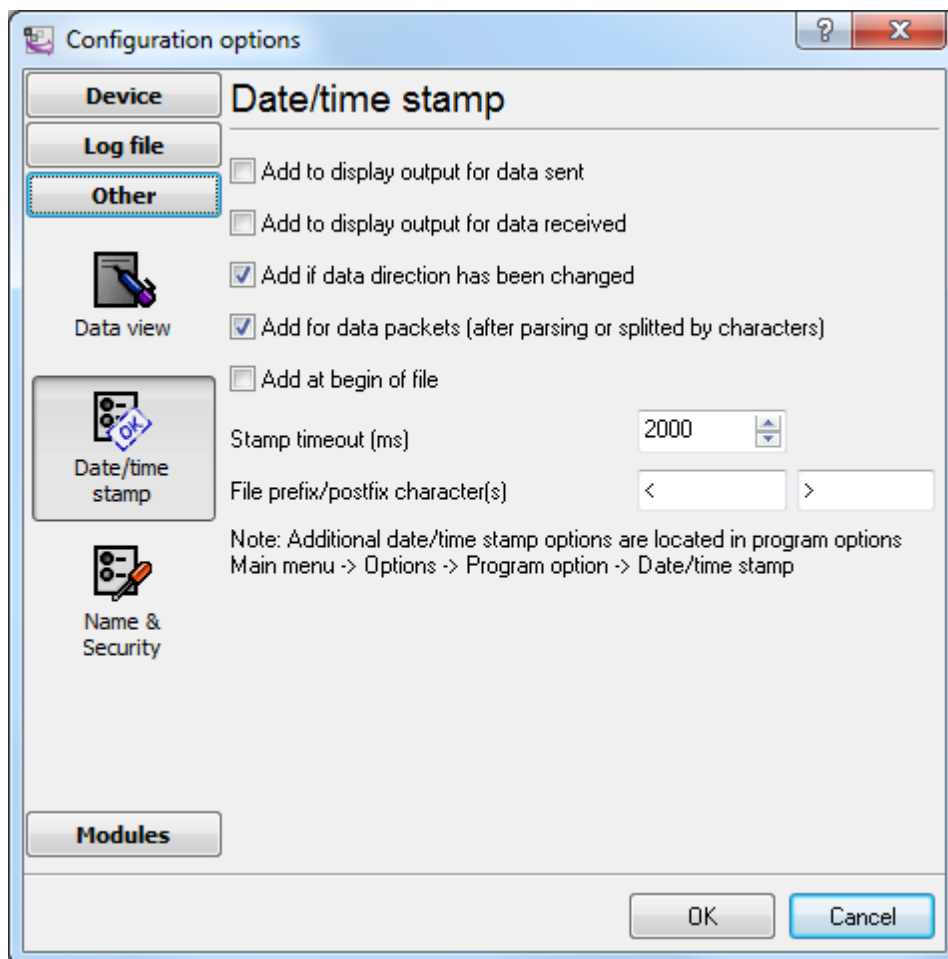 Configuration options
Device
Log file
Other
Data view
Date/time
stamp
Name &
Security
Modules
Date/time stamp
Add to display output for data sent
Add to display output for data received
Add if data direction has been changed
Add for data packets (after parsing or splitted by characters)
Add at begin of file
Stamp timeout (ms) 2000
File prefix/postfix character(s) < >
Note: Additional date/time stamp options are located in program options
Main menu -> Options -> Program option -> Date/time stamp
OK Cancel